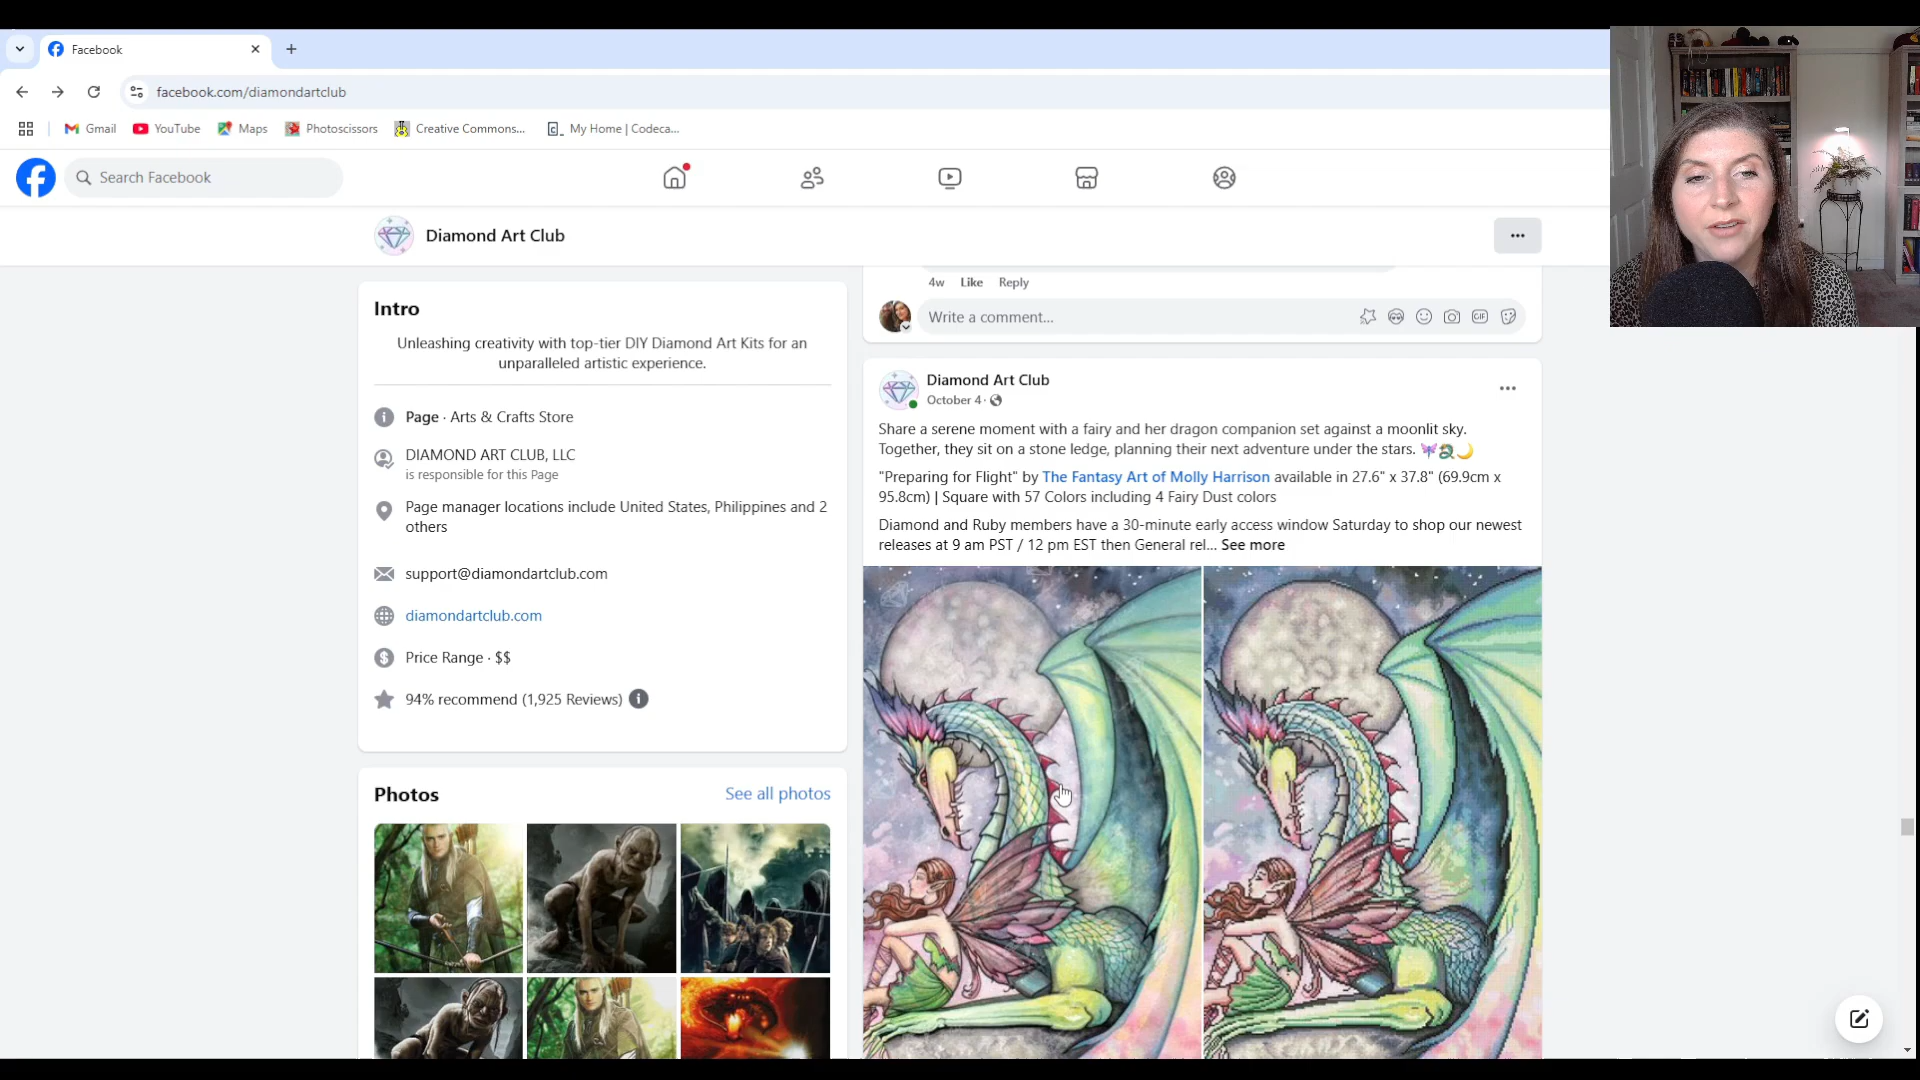 Facebook
facebook.com/diamondartclub
Gmail
YouTube
Maps
Photoscissors
Creative Commons...
My Home | Codeca...
Search Facebook
Diamond Art Club
Intro
Unleashing creativity with top-tier DIY Diamond Art Kits for an
unparalleled artistic experience.
Page · Arts & Crafts Store
DIAMOND ART CLUB, LLC
is responsible for this Page
Page manager locations include United States, Philippines and 2
others
support@diamondartclub.com
diamondartclub.com
Price Range · $$
94% recommend (1,925 Reviews)
Photos
See all photos
4w Like Reply
Write a comment...
GIF
Diamond Art Club
October 4 ·
Share a serene moment with a fairy and her dragon companion set against a moonlit sky.
Together, they sit on a stone ledge, planning their next adventure under the stars.
"Preparing for Flight" by The Fantasy Art of Molly Harrison available in 27.6" x 37.8" (69.9cm x
95.8cm) | Square with 57 Colors including 4 Fairy Dust colors
Diamond and Ruby members have a 30-minute early access window Saturday to shop our newest
releases at 9 am PST / 12 pm EST then General rel... See more